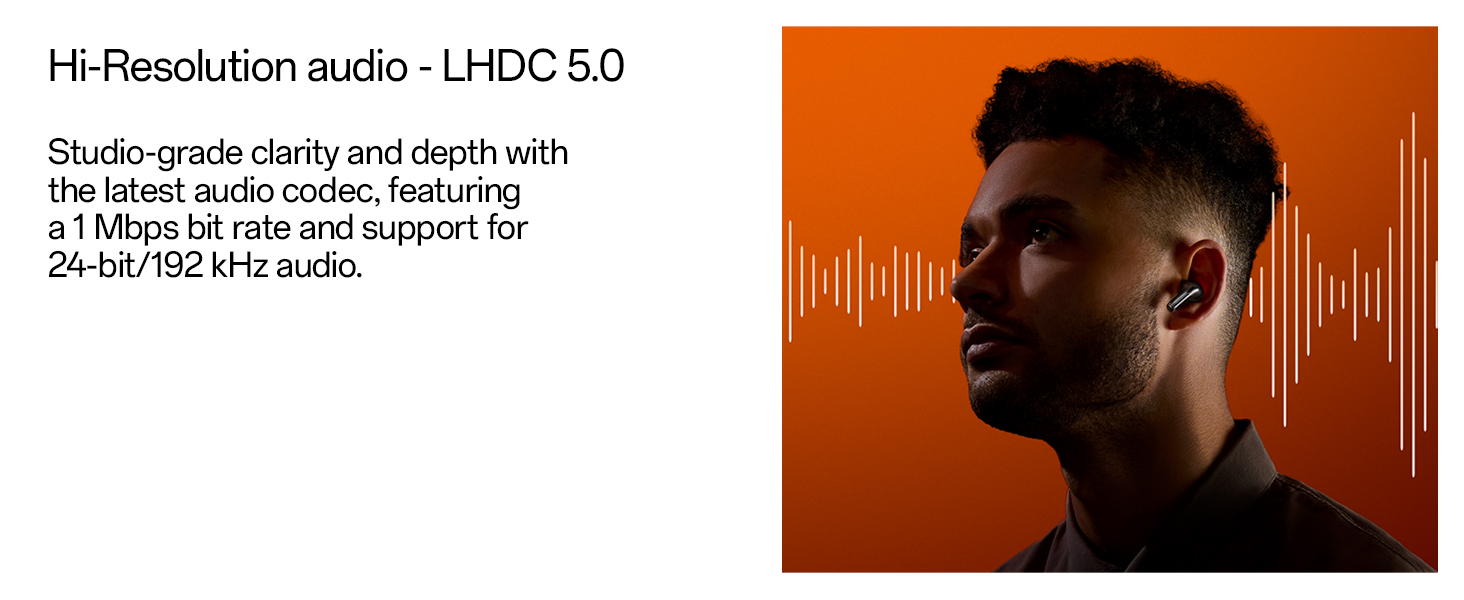 Hi-Resolution audio - LHDC 5.0
Studio-grade clarity and depth with
the latest audio codec, featuring
a 1 Mbps bit rate and support for
24-bit/192 kHz audio.